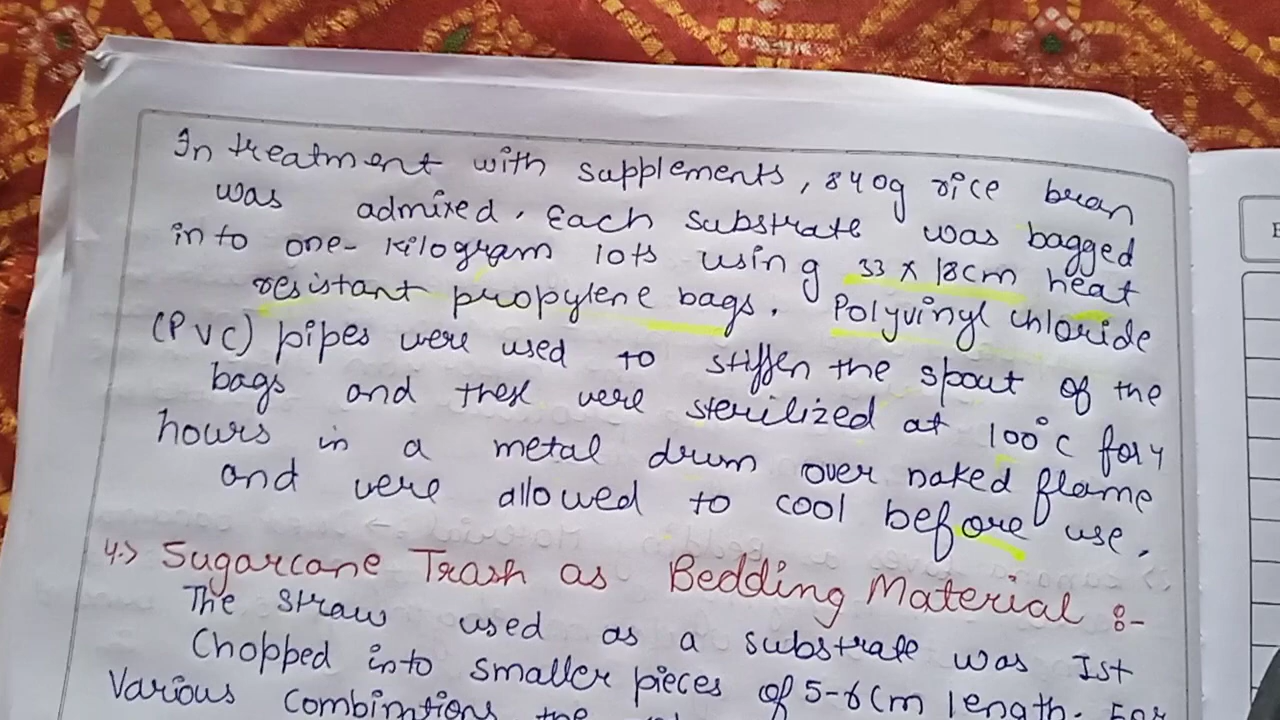 In treatment with supplements, 840g rice bran
was admixed. Each substrate was bagged
into one-kilogram lots using 33 x 18cm heat
resistant propylene bags. Polyvinyl chloride
(PVC) pipes were used to stiffen the spout of the
bags and these were sterilized at 100°C for 4
hours in a metal drum over naked flame
and were allowed to cool before use.
4.> Sugarcane Trash as Bedding Material :-
The straw used as a substrate was Ist
Chopped into smaller pieces of 5-6cm length. For
Various Combintions the